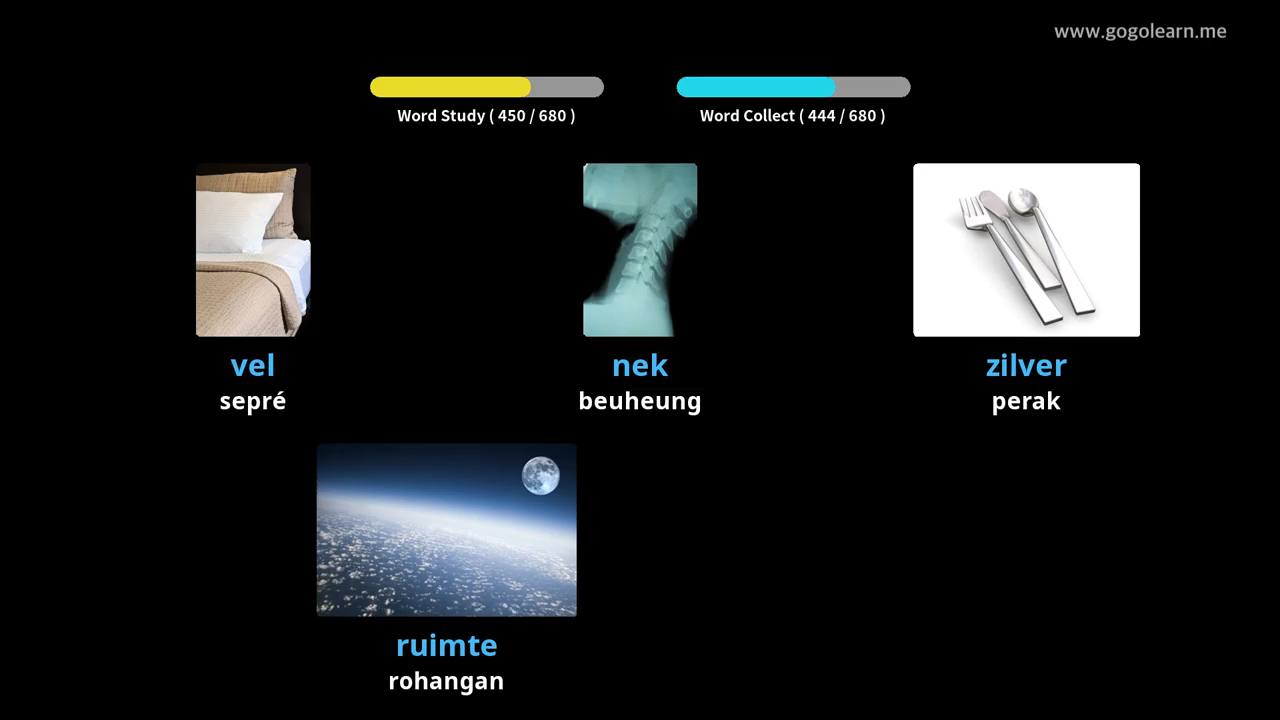 www.gogolearn.me
Word Study ( 450 / 680 )
Word Collect ( 444 / 680 )
vel
sepré
nek
beuheung
zilver
perak
ruimte
rohangan